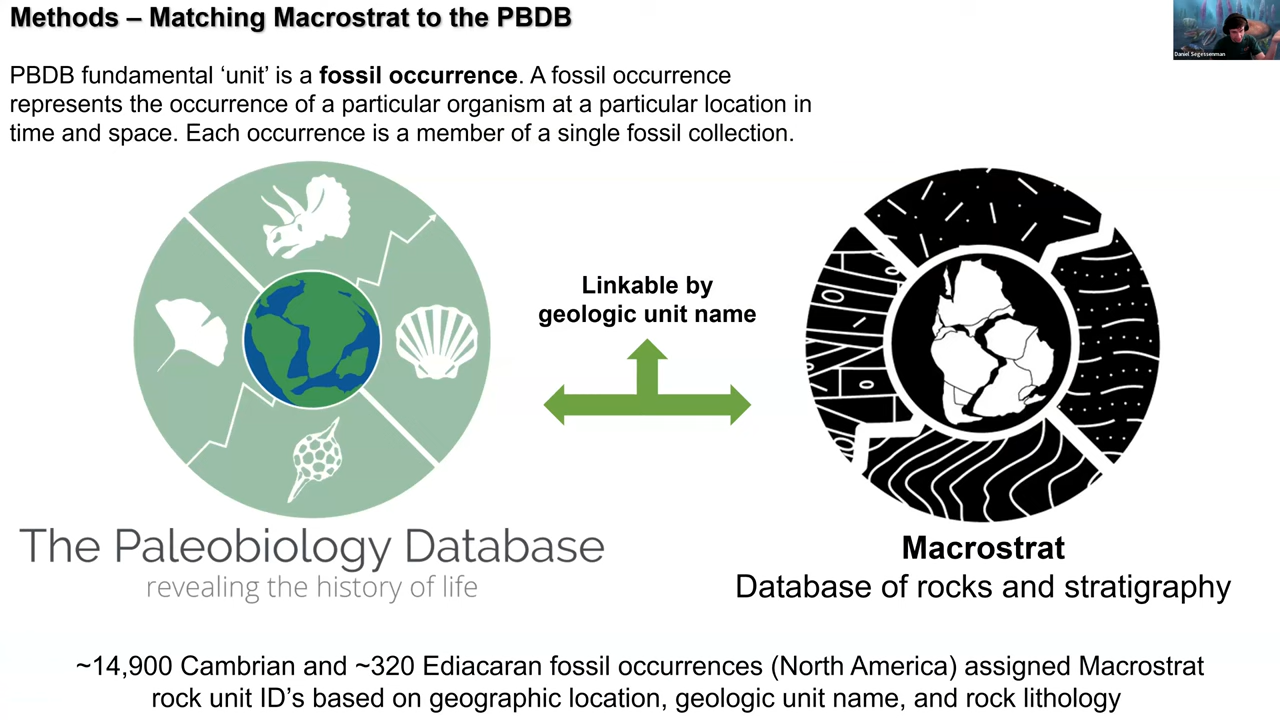 Methods – Matching Macrostrat to the PBDB
Daniel Segessenman
PBDB fundamental ‘unit’ is a fossil occurrence. A fossil occurrence
represents the occurrence of a particular organism at a particular location in
time and space. Each occurrence is a member of a single fossil collection.
Linkable by
geologic unit name
The Paleobiology Database
revealing the history of life
Macrostrat
Database of rocks and stratigraphy
~14,900 Cambrian and ~320 Ediacaran fossil occurrences (North America) assigned Macrostrat
rock unit ID’s based on geographic location, geologic unit name, and rock lithology